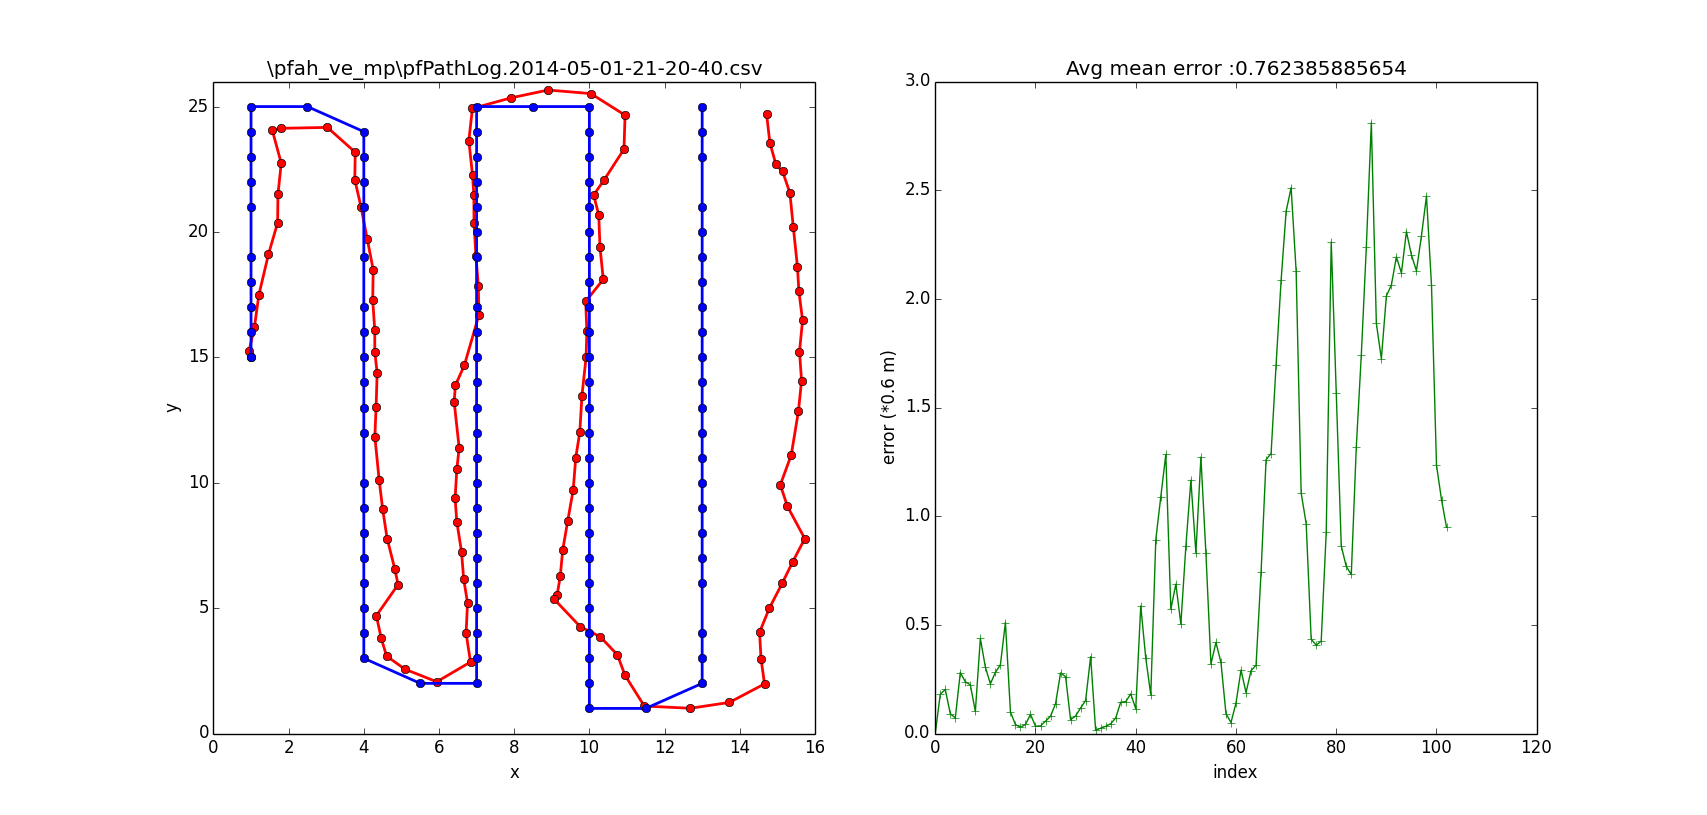 \pfah_ve_mp\pfPathLog.2014-05-01-21-20-40.csv
25
20
15
10
5
0
y
0 2 4 6 8 10 12 14 16
x
Avg mean error :0.762385885654
3.0
2.5
2.0
1.5
1.0
0.5
0.0
error (*0.6 m)
0 20 40 60 80 100 120
index